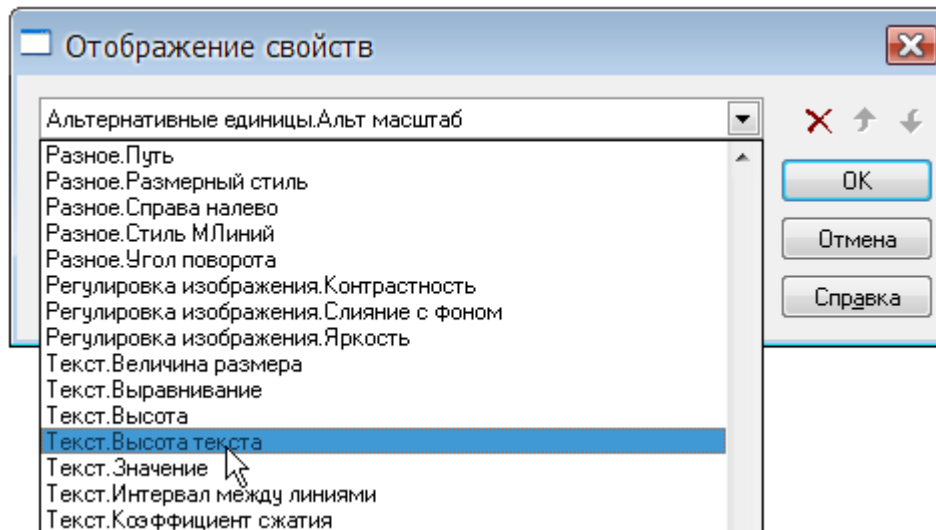 Отображение свойств
Альтернативные единицы.Альт масштаб
Разное.Путь
Разное.Размерный стиль
Разное.Справа налево
Разное.Стиль МЛиний
Разное.Угол поворота
Регулировка изображения.Контрастность
Регулировка изображения.Слияние с фоном
Регулировка изображения.Яркость
Текст.Величина размера
Текст.Выравнивание
Текст.Высота
Текст.Высота текста
Текст.Значение
Текст.Интервал между линиями
Текст.Коэффициент сжатия
OK
Отмена
Справка